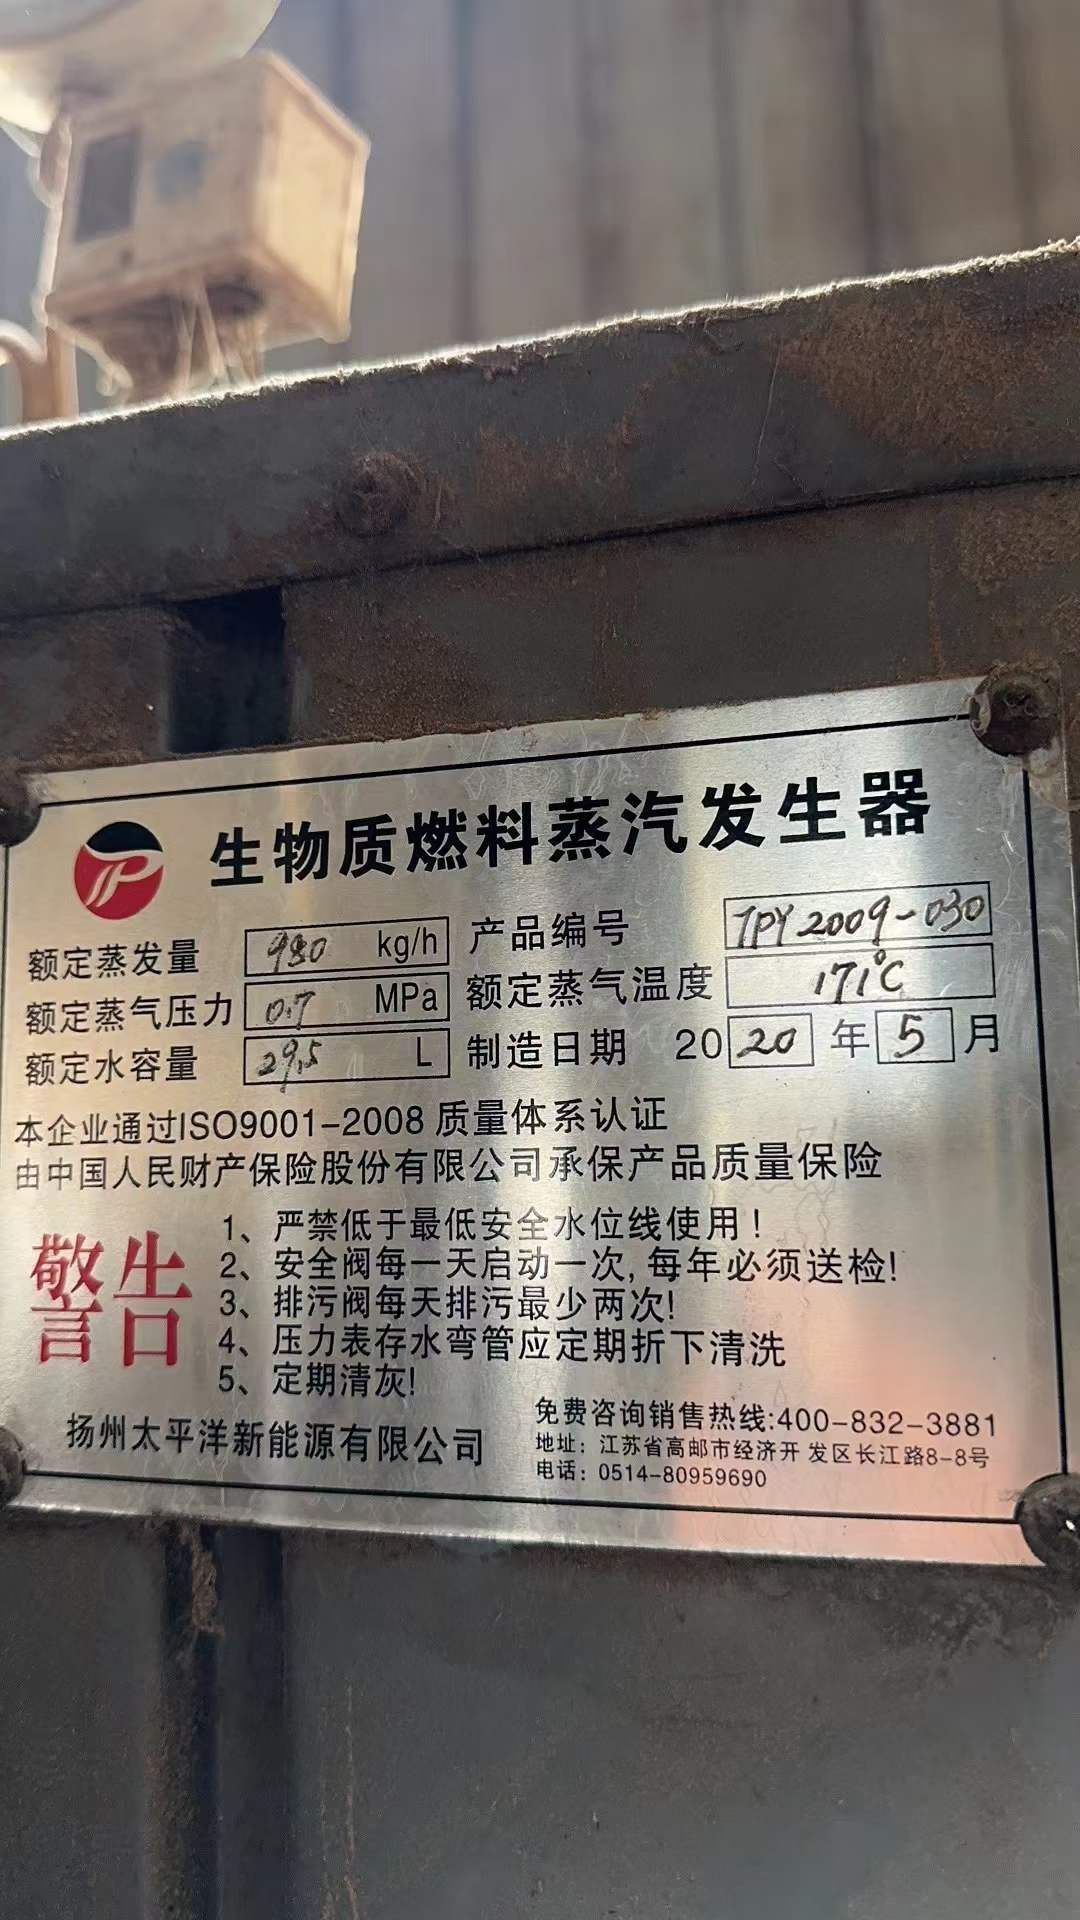 TP 生物质燃料蒸汽发生器
额定蒸发量 980 kg/h 产品编号 TPY2009-030
额定蒸气压力 0.7 MPa 额定蒸气温度 171℃
额定水容量 29.5 L 制造日期 2020年5月
本企业通过ISO9001-2008质量体系认证
由中国人民财产保险股份有限公司承保产品质量保险
警告
1、严禁低于最低安全水位线使用！
2、安全阀每一天启动一次,每年必须送检!
3、排污阀每天排污最少两次!
4、压力表存水弯管应定期折下清洗
5、定期清灰!
扬州太平洋新能源有限公司
免费咨询销售热线:400-832-3881
地址：江苏省高邮市经济开发区长江路8-8号
电话：0514-80959690